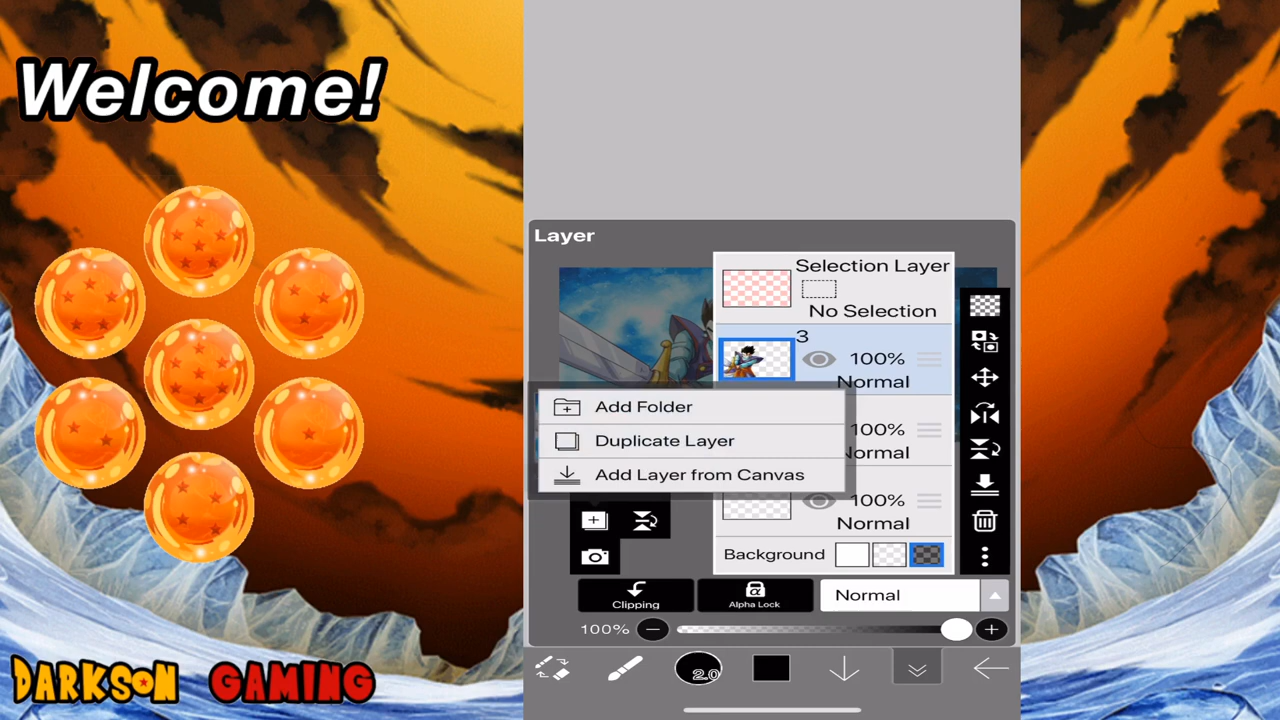 Welcome!
DARKSON GAMING
Layer
Selection Layer
No Selection
3
100%
Normal
Add Folder
Duplicate Layer
Add Layer from Canvas
100%
Normal
100%
Normal
Background
Clipping
α
Alpha Lock
Normal
100%
2.0